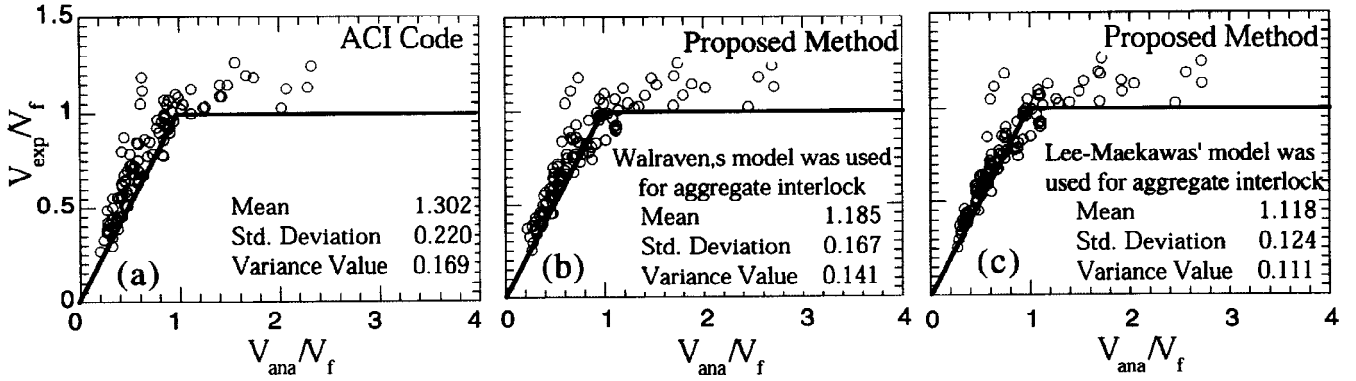 1.5
1
0.5
0
V_exp/V_f
ACI Code
Mean 1.302
Std. Deviation 0.220
Variance Value 0.169
(a)
0 1 2 3 4
V_ana/V_f
Proposed Method
Walraven,s model was used
for aggregate interlock
Mean 1.185
Std. Deviation 0.167
Variance Value 0.141
(b)
0 1 2 3 4
V_ana/V_f
Proposed Method
Lee-Maekawas' model was
used for aggregate interlock
Mean 1.118
Std. Deviation 0.124
Variance Value 0.111
(c)
0 1 2 3 4
V_ana/V_f